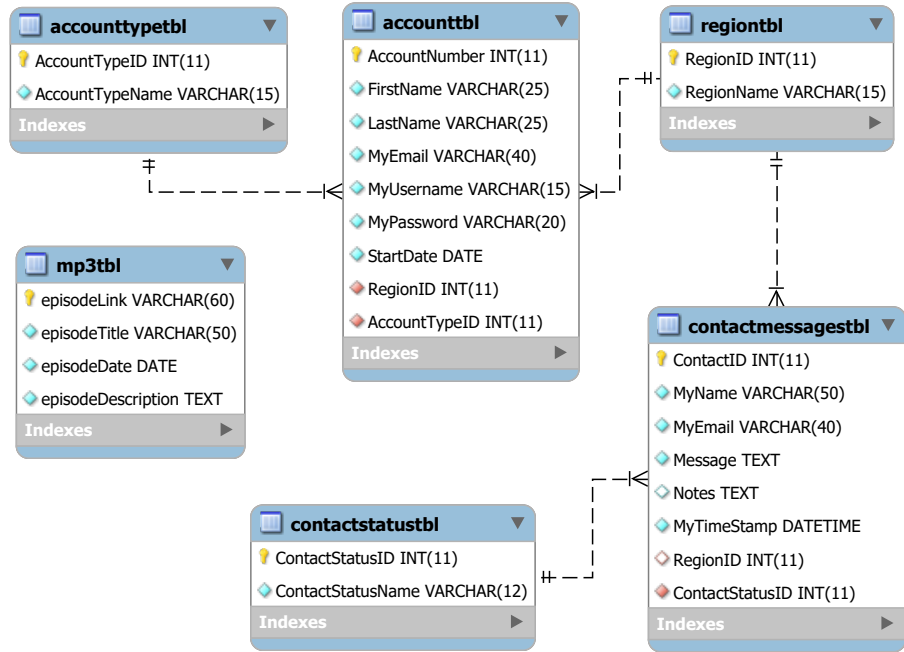 accounttypetbl
AccountTypeID INT(11)
AccountTypeName VARCHAR(15)
Indexes
accounttbl
AccountNumber INT(11)
FirstName VARCHAR(25)
LastName VARCHAR(25)
MyEmail VARCHAR(40)
MyUsername VARCHAR(15)
MyPassword VARCHAR(20)
StartDate DATE
RegionID INT(11)
AccountTypeID INT(11)
Indexes
regiontbl
RegionID INT(11)
RegionName VARCHAR(15)
Indexes
mp3tbl
episodeLink VARCHAR(60)
episodeTitle VARCHAR(50)
episodeDate DATE
episodeDescription TEXT
Indexes
contactmessagestbl
ContactID INT(11)
MyName VARCHAR(50)
MyEmail VARCHAR(40)
Message TEXT
Notes TEXT
MyTimeStamp DATETIME
RegionID INT(11)
ContactStatusID INT(11)
Indexes
contactstatustbl
ContactStatusID INT(11)
ContactStatusName VARCHAR(12)
Indexes